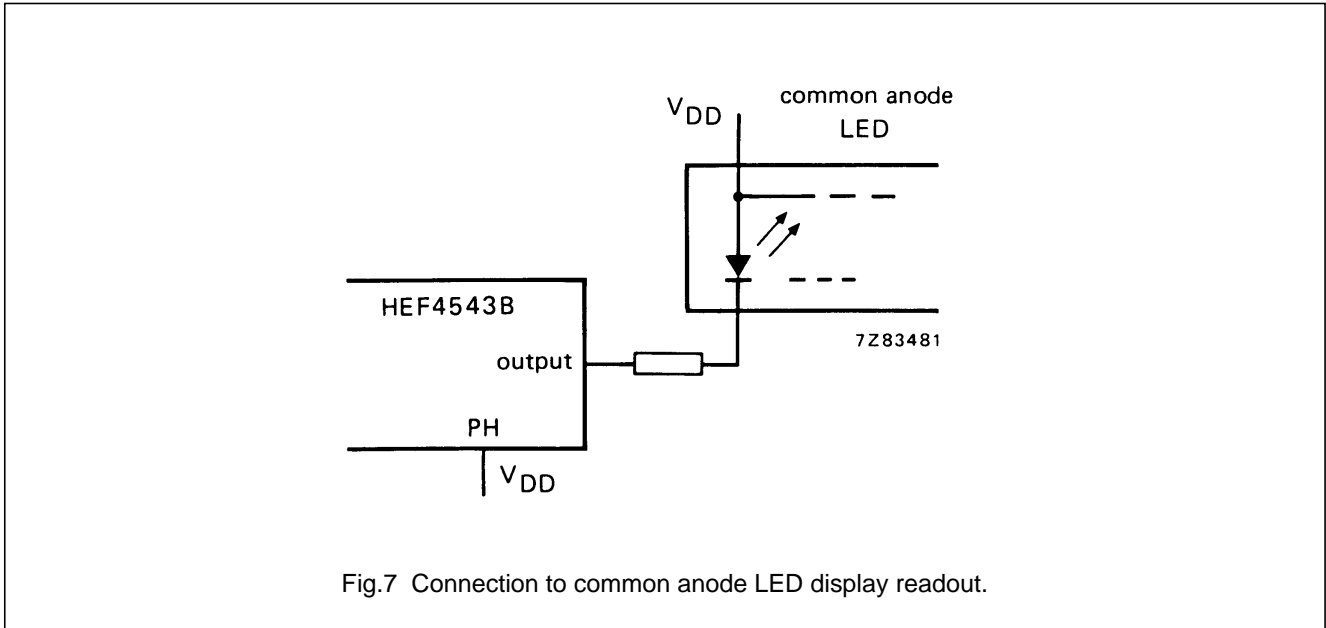 common anode
LED
VDD
HEF4543B
output
PH
VDD
7Z83481
Fig.7 Connection to common anode LED display readout.